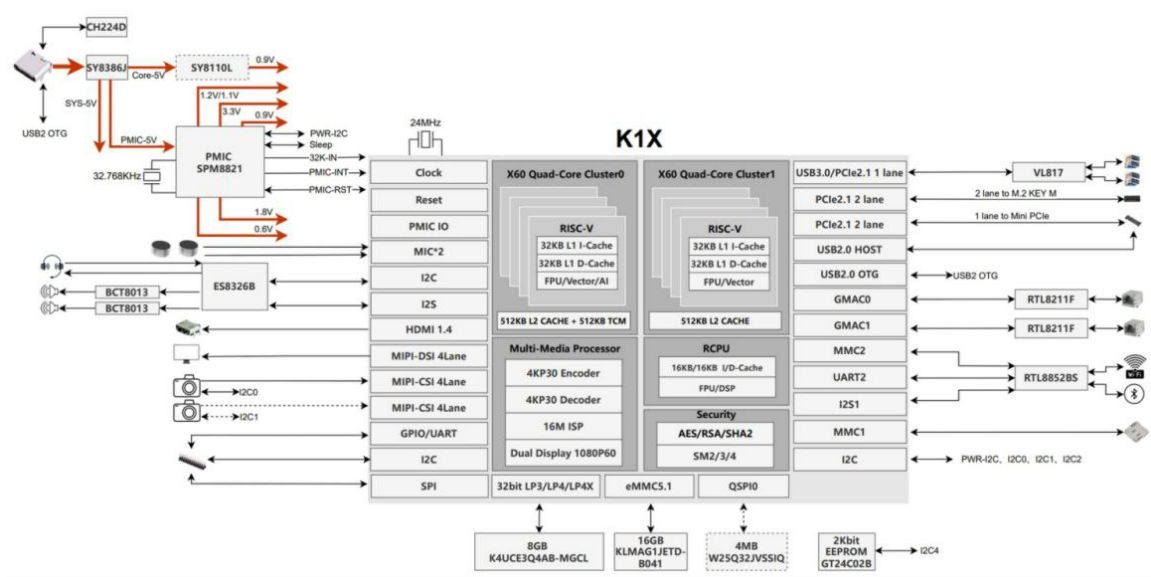 CH224D
SY8386J
Core-5V
SY8110L
0.9V
SYS-5V
1.2V/1.1V
3.3V
0.9V
USB2 OTG
PMIC-5V
PMIC
SPM8821
PWR-I2C
Sleep
32K-IN
PMIC-INT
PMIC-RST
32.768KHz
1.8V
0.6V
24MHz
K1X
Clock
Reset
PMIC IO
MIC*2
I2C
I2S
HDMI 1.4
MIPI-DSI 4Lane
MIPI-CSI 4Lane
MIPI-CSI 4Lane
GPIO/UART
I2C
SPI
ES8326B
BCT8013
BCT8013
I2C0
I2C1
X60 Quad-Core Cluster0
RISC-V
32KB L1 I-Cache
32KB L1 D-Cache
FPU/Vector/AI
512KB L2 CACHE + 512KB TCM
X60 Quad-Core Cluster1
RISC-V
32KB L1 I-Cache
32KB L1 D-Cache
FPU/Vector
512KB L2 CACHE
Multi-Media Processor
4KP30 Encoder
4KP30 Decoder
16M ISP
Dual Display 1080P60
RCPU
16KB/16KB I/D-Cache
FPU/DSP
Security
AES/RSA/SHA2
SM2/3/4
32bit LP3/LP4/LP4X
eMMC5.1
QSPI0
USB3.0/PCIe2.1 1 lane
PCIe2.1 2 lane
PCIe2.1 2 lane
USB2.0 HOST
USB2.0 OTG
GMAC0
GMAC1
MMC2
UART2
I2S1
MMC1
I2C
VL817
2 lane to M.2 KEY M
1 lane to Mini PCIe
USB2 OTG
RTL8211F
RTL8211F
RTL8852BS
Wi Fi
PWR-I2C、I2C0、I2C1、I2C2
8GB
K4UCE3Q4AB-MGCL
16GB
KLMAG1JETD-
B041
4MB
W25Q32JVSSIQ
2Kbit
EEPROM
GT24C02B
I2C4